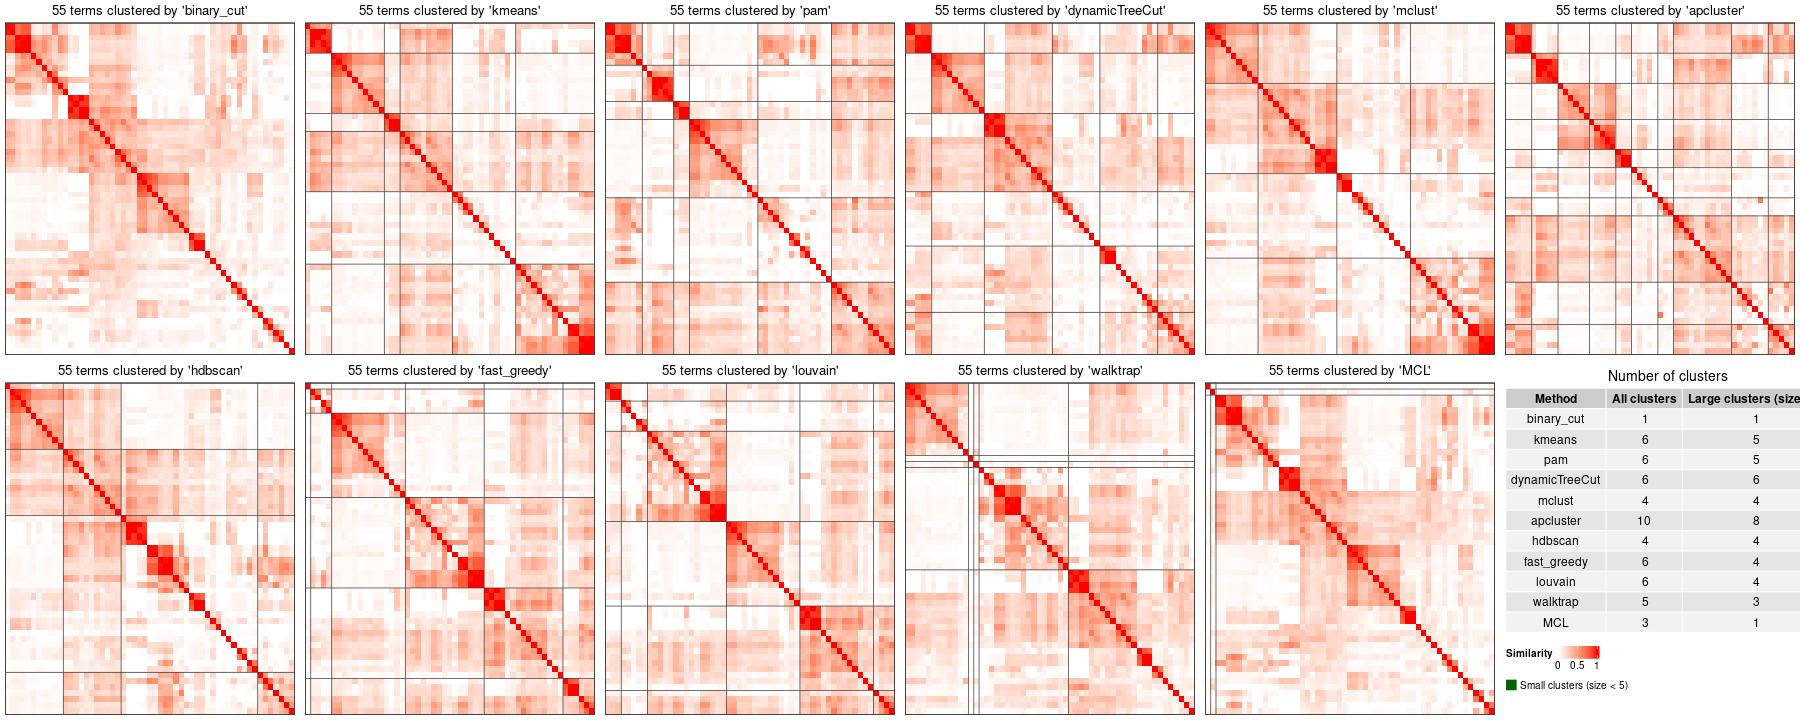 55 terms clustered by 'binary_cut'
55 terms clustered by 'kmeans'
55 terms clustered by 'pam'
55 terms clustered by 'dynamicTreeCut'
55 terms clustered by 'mclust'
55 terms clustered by 'apcluster'
55 terms clustered by 'hdbscan'
55 terms clustered by 'fast_greedy'
55 terms clustered by 'louvain'
55 terms clustered by 'walktrap'
55 terms clustered by 'MCL'
Number of clusters
Method All clusters Large clusters (size
binary_cut 1 1
kmeans 6 5
pam 6 5
dynamicTreeCut 6 6
mclust 4 4
apcluster 10 8
hdbscan 4 4
fast_greedy 6 4
louvain 6 4
walktrap 5 3
MCL 3 1
Similarity
0 0.5 1
Small clusters (size < 5)